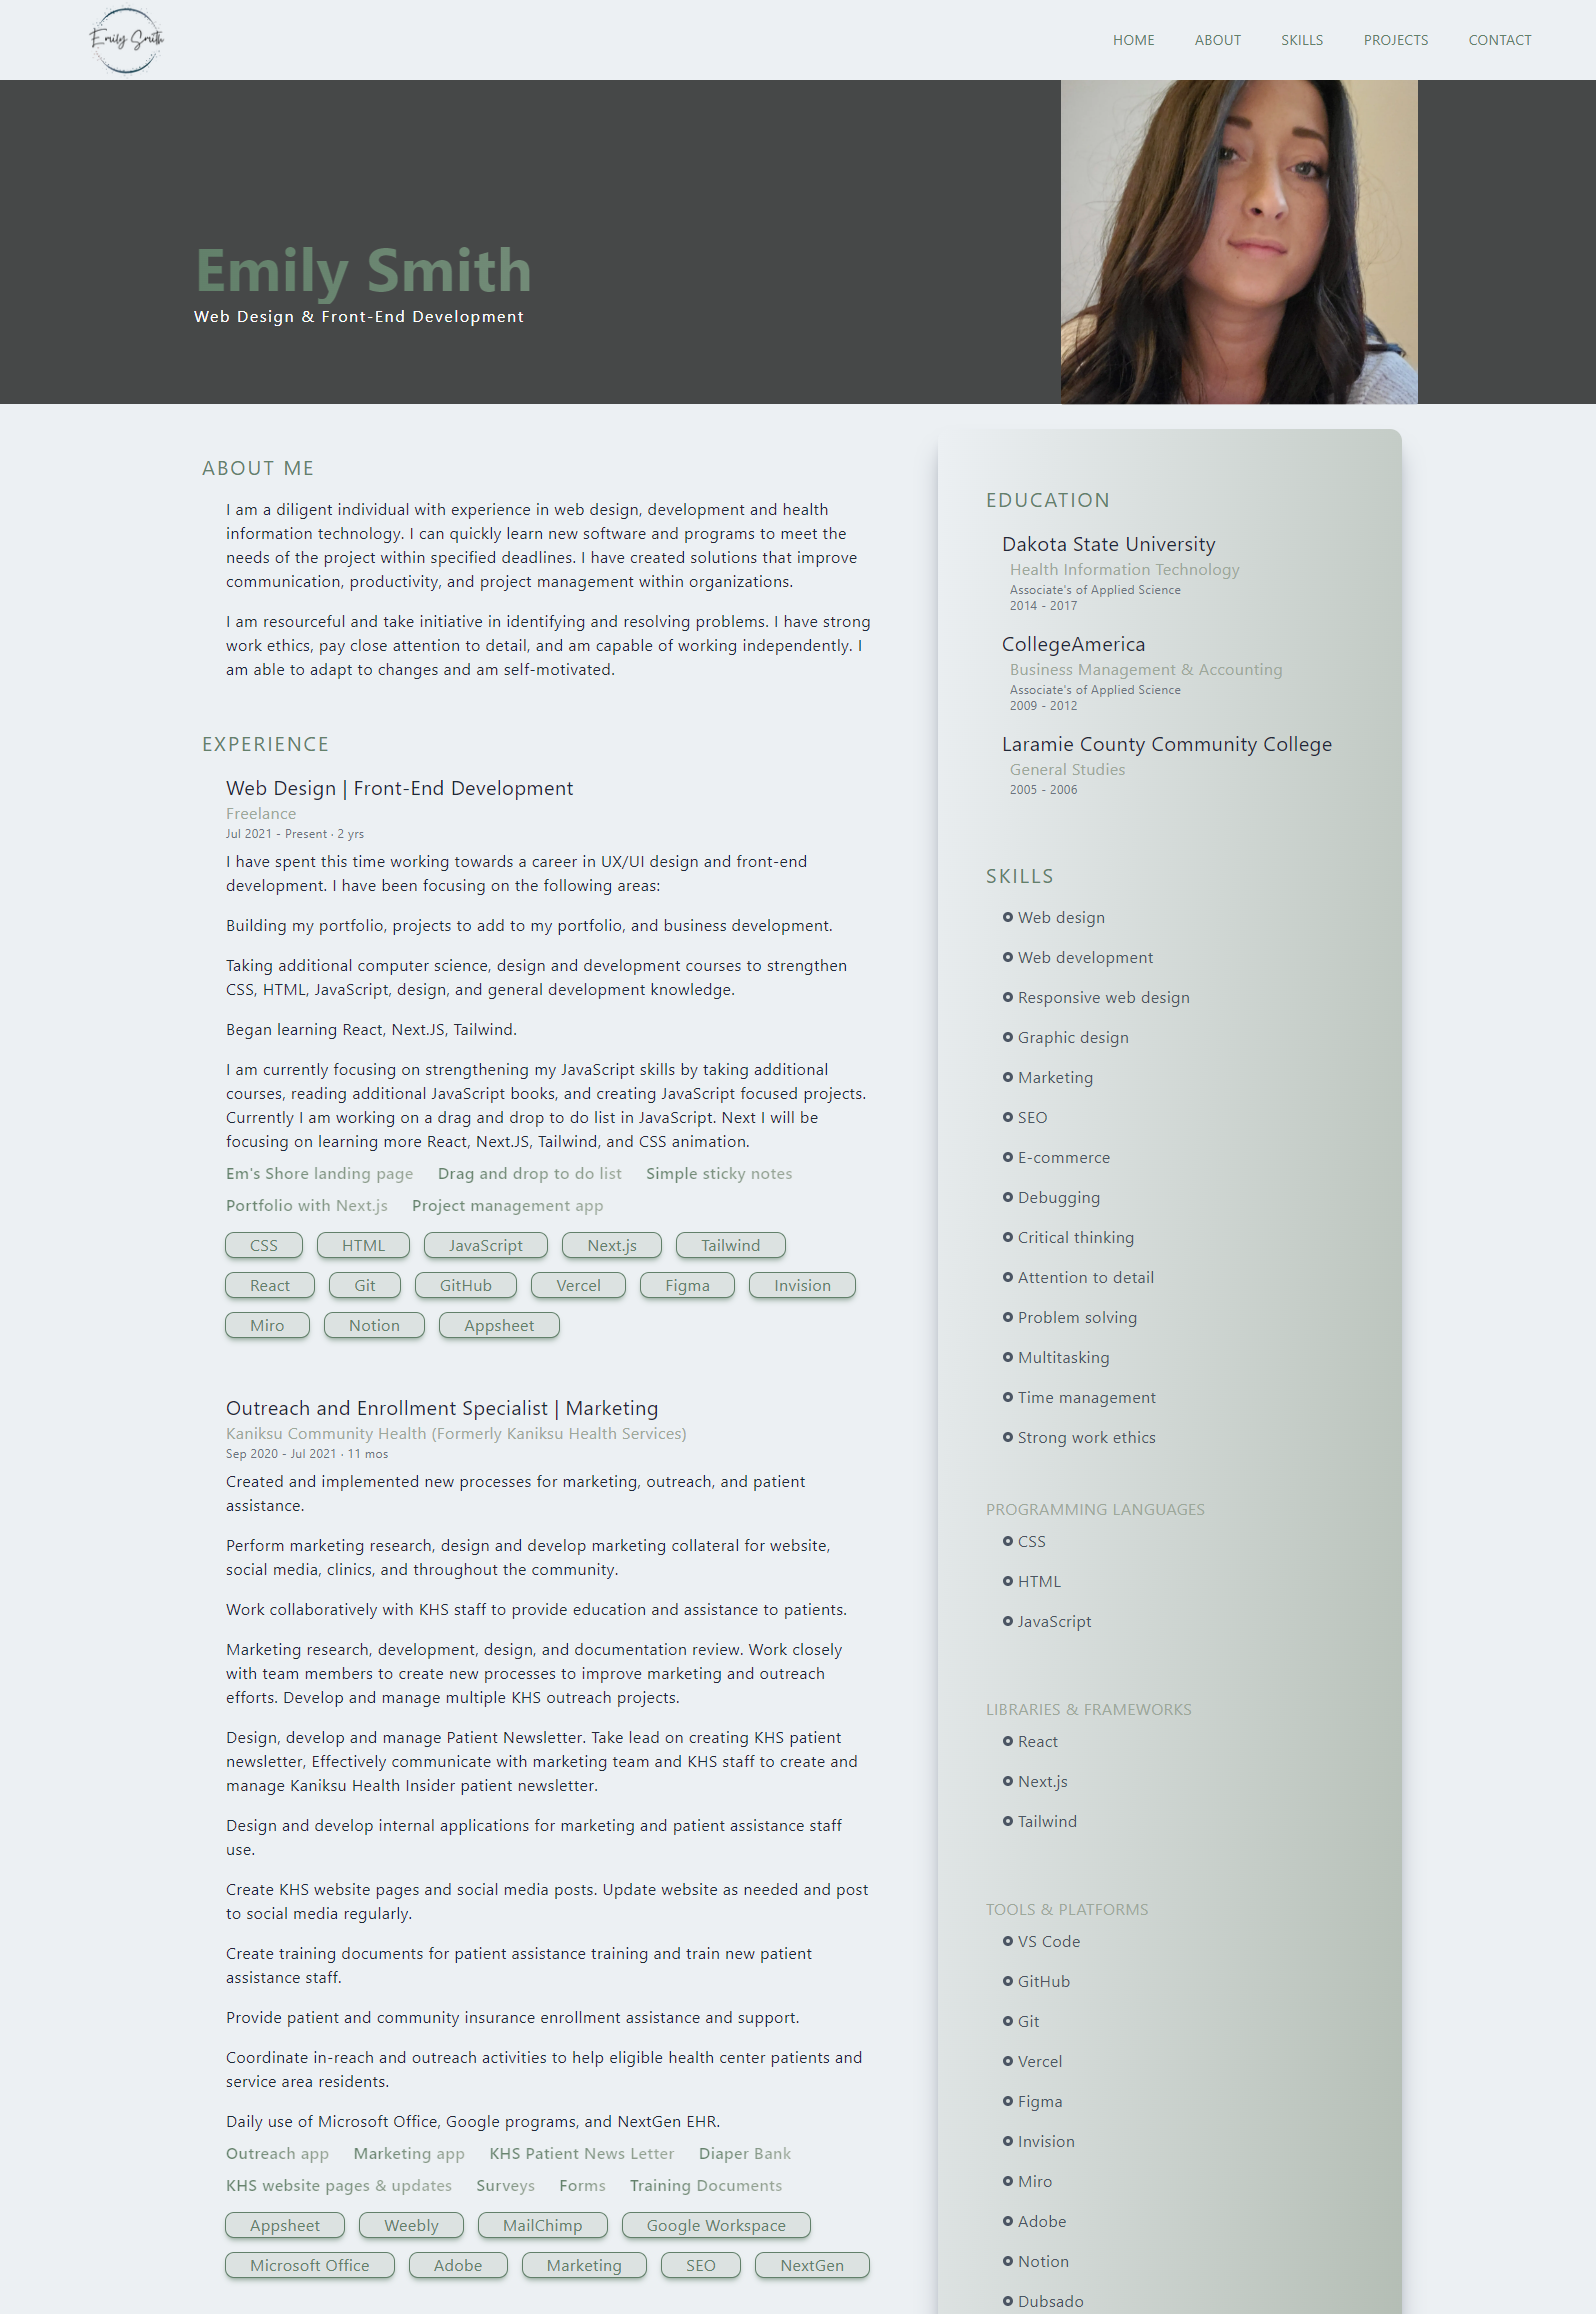 Emily Smith
HOME ABOUT SKILLS PROJECTS CONTACT
Emily Smith
Web Design & Front-End Development
ABOUT ME
I am a diligent individual with experience in web design, development and health
information technology. I can quickly learn new software and programs to meet the
needs of the project within specified deadlines. I have created solutions that improve
communication, productivity, and project management within organizations.
I am resourceful and take initiative in identifying and resolving problems. I have strong
work ethics, pay close attention to detail, and am capable of working independently. I
am able to adapt to changes and am self-motivated.
EXPERIENCE
Web Design | Front-End Development
Freelance
Jul 2021 - Present · 2 yrs
I have spent this time working towards a career in UX/UI design and front-end
development. I have been focusing on the following areas:
Building my portfolio, projects to add to my portfolio, and business development.
Taking additional computer science, design and development courses to strengthen
CSS, HTML, JavaScript, design, and general development knowledge.
Began learning React, Next.JS, Tailwind.
I am currently focusing on strengthening my JavaScript skills by taking additional
courses, reading additional JavaScript books, and creating JavaScript focused projects.
Currently I am working on a drag and drop to do list in JavaScript. Next I will be
focusing on learning more React, Next.JS, Tailwind, and CSS animation.
Em's Shore landing page Drag and drop to do list Simple sticky notes
Portfolio with Next.js Project management app
CSS HTML JavaScript Next.js Tailwind
React Git GitHub Vercel Figma Invision
Miro Notion Appsheet
Outreach and Enrollment Specialist | Marketing
Kaniksu Community Health (Formerly Kaniksu Health Services)
Sep 2020 - Jul 2021 · 11 mos
Created and implemented new processes for marketing, outreach, and patient
assistance.
Perform marketing research, design and develop marketing collateral for website,
social media, clinics, and throughout the community.
Work collaboratively with KHS staff to provide education and assistance to patients.
Marketing research, development, design, and documentation review. Work closely
with team members to create new processes to improve marketing and outreach
efforts. Develop and manage multiple KHS outreach projects.
Design, develop and manage Patient Newsletter. Take lead on creating KHS patient
newsletter, Effectively communicate with marketing team and KHS staff to create and
manage Kaniksu Health Insider patient newsletter.
Design and develop internal applications for marketing and patient assistance staff
use.
Create KHS website pages and social media posts. Update website as needed and post
to social media regularly.
Create training documents for patient assistance training and train new patient
assistance staff.
Provide patient and community insurance enrollment assistance and support.
Coordinate in-reach and outreach activities to help eligible health center patients and
service area residents.
Daily use of Microsoft Office, Google programs, and NextGen EHR.
Outreach app Marketing app KHS Patient News Letter Diaper Bank
KHS website pages & updates Surveys Forms Training Documents
Appsheet Weebly MailChimp Google Workspace
Microsoft Office Adobe Marketing SEO NextGen
EDUCATION
Dakota State University
Health Information Technology
Associate's of Applied Science
2014 - 2017
CollegeAmerica
Business Management & Accounting
Associate's of Applied Science
2009 - 2012
Laramie County Community College
General Studies
2005 - 2006
SKILLS
Web design
Web development
Responsive web design
Graphic design
Marketing
SEO
E-commerce
Debugging
Critical thinking
Attention to detail
Problem solving
Multitasking
Time management
Strong work ethics
PROGRAMMING LANGUAGES
CSS
HTML
JavaScript
LIBRARIES & FRAMEWORKS
React
Next.js
Tailwind
TOOLS & PLATFORMS
VS Code
GitHub
Git
Vercel
Figma
Invision
Miro
Adobe
Notion
Dubsado